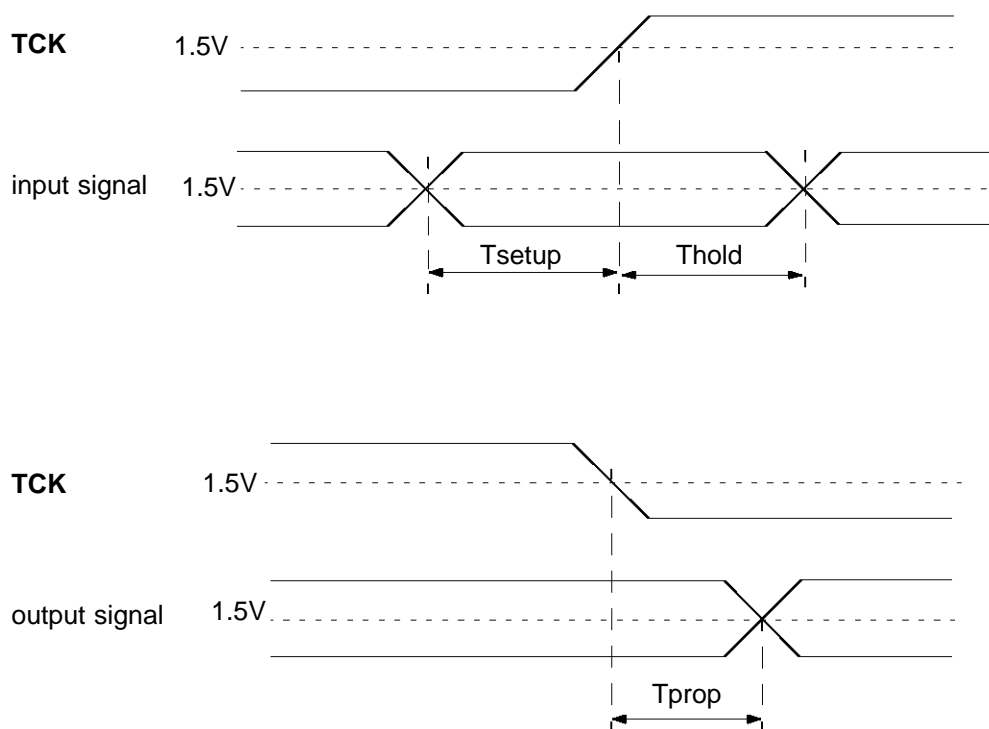 TCK 1.5V
input signal 1.5V
Tsetup Thold
TCK 1.5V
output signal 1.5V
Tprop